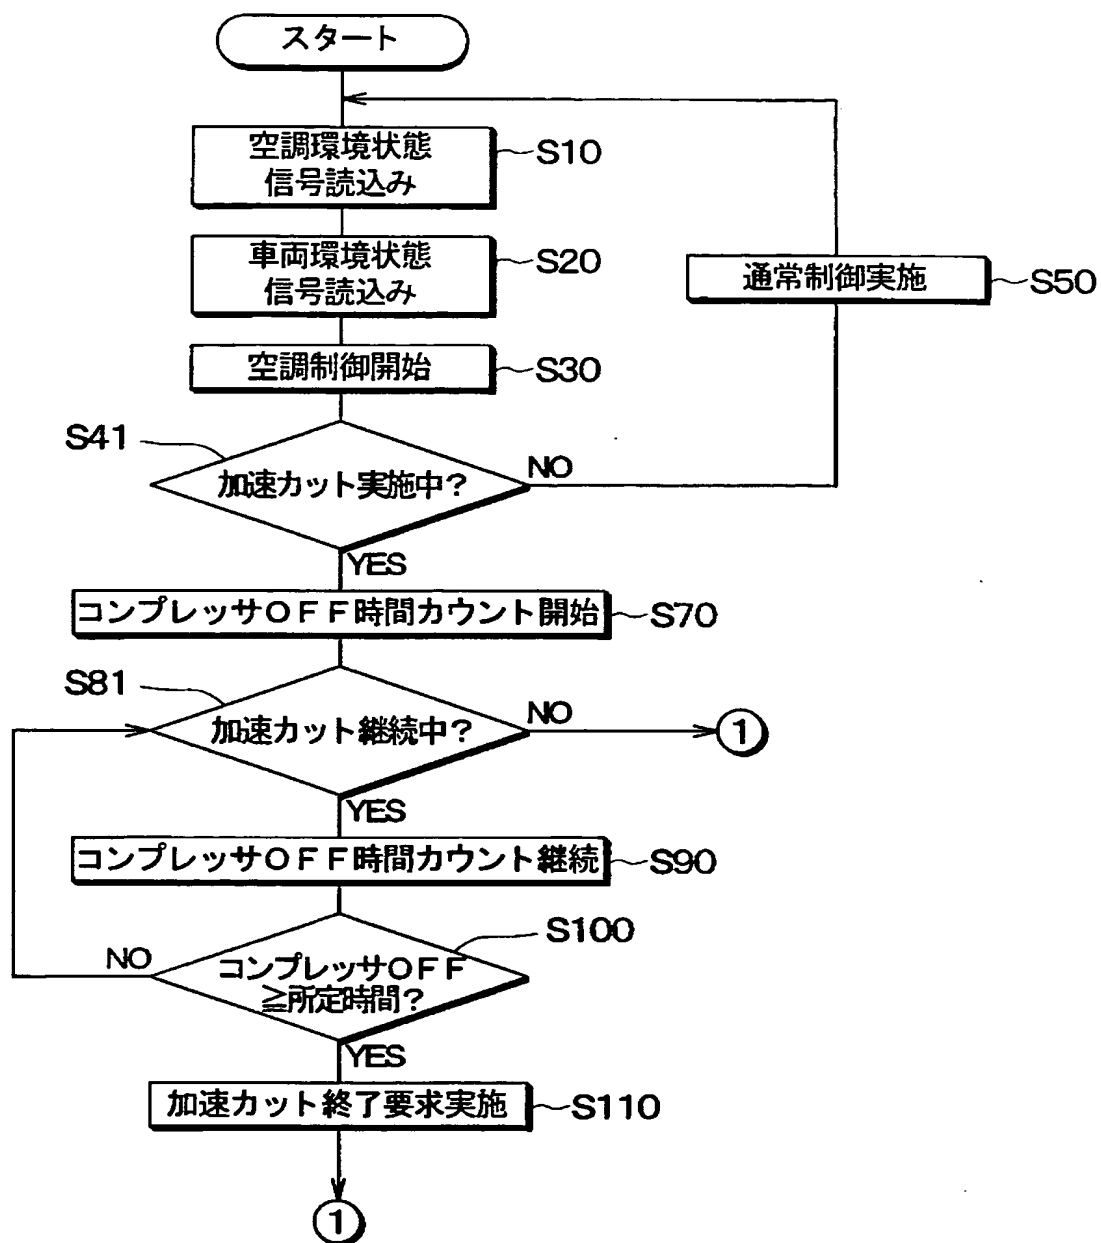 スタート
空調環境状態
信号読込み
S10
車両環境状態
信号読込み
S20
通常制御実施
S50
空調制御開始
S30
S41
加速カット実施中?
NO
YES
コンプレッサOFF時間カウント開始
S70
S81
加速カット継続中?
NO
①
YES
コンプレッサOFF時間カウント継続
S90
S100
NO
コンプレッサOFF
≧所定時間?
YES
加速カット終了要求実施
S110
①